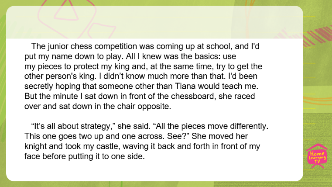 The junior chess competition was coming up at school, and I'd
put my name down to play. All I knew was the basics: use
my pieces to protect my king and, at the same time, try to get the
other person's king. I didn't know much more than that. I'd been
secretly hoping that someone other than Tiana would teach me.
But the minute I sat down in front of the chessboard, she raced
over and sat down in the chair opposite.
“It's all about strategy,” she said. “All the pieces move differently.
This one goes two up and one across. See?” She moved her
knight and took my castle, waving it back and forth in front of my
face before putting it to one side.